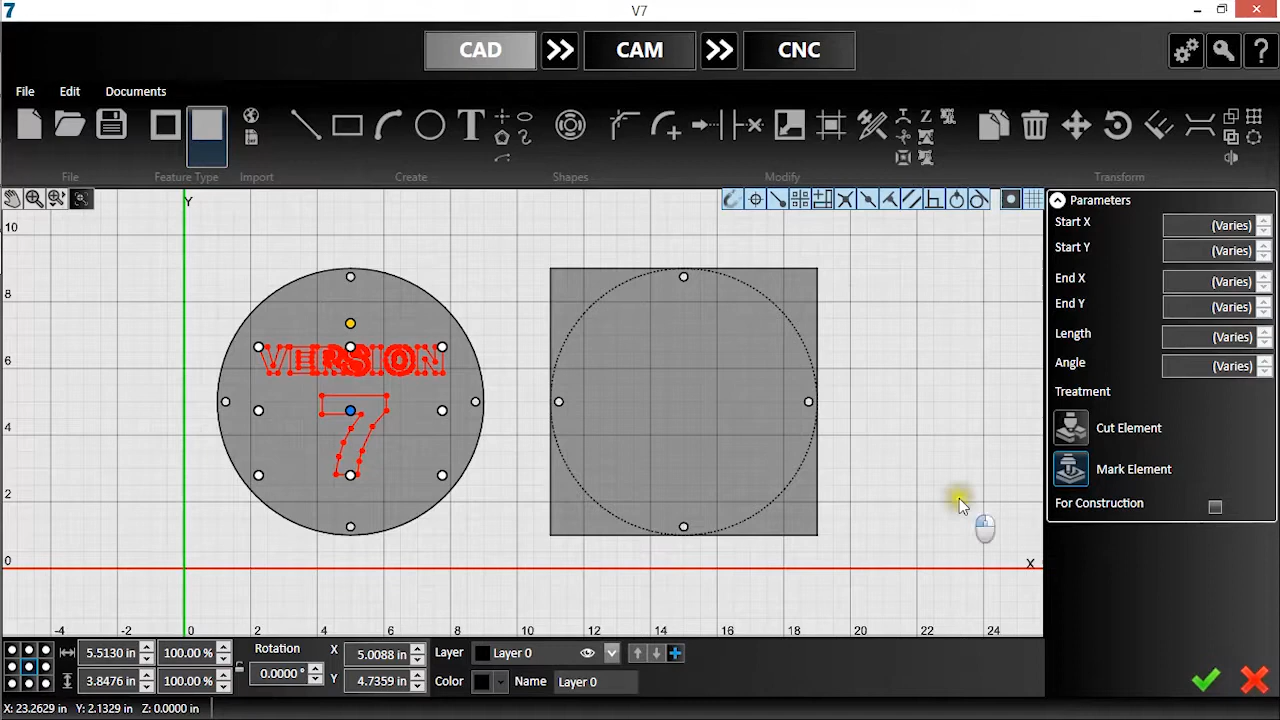 7
V7
CAD
CAM
CNC
File
Edit
Documents
File
Feature Type
Import
Create
Shapes
Modify
Transform
Y
10
8
6
4
2
0
VERSION
7
X
-4
-2
0
2
4
6
8
10
12
14
16
18
20
22
24
Parameters
Start X
(Varies)
Start Y
(Varies)
End X
(Varies)
End Y
(Varies)
Length
(Varies)
Angle
(Varies)
Treatment
Cut Element
Mark Element
For Construction
5.5130 in
100.00 %
Rotation
X
5.0088 in
Layer
Layer 0
3.8476 in
100.00 %
0.0000 °
Y
4.7359 in
Color
Name
Layer 0
X: 23.2629 in Y: 2.1329 in Z: 0.0000 in